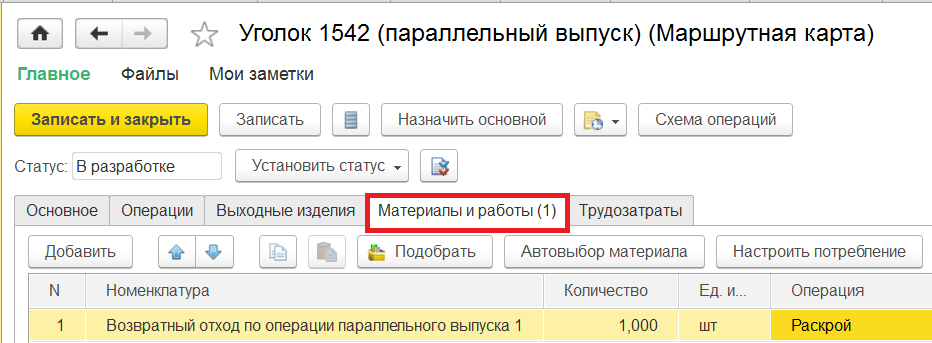 Уголок 1542 (параллельный выпуск) (Маршрутная карта)
Главное Файлы Мои заметки
Записать и закрыть Записать Назначить основной Схема операций
Статус: В разработке Установить статус
Основное Операции Выходные изделия Материалы и работы (1) Трудозатраты
Добавить Подобрать Автовыбор материала Настроить потребление
N Номенклатура Количество Ед. и... Операция
1 Возвратный отход по операции параллельного выпуска 1 1,000 шт Раскрой